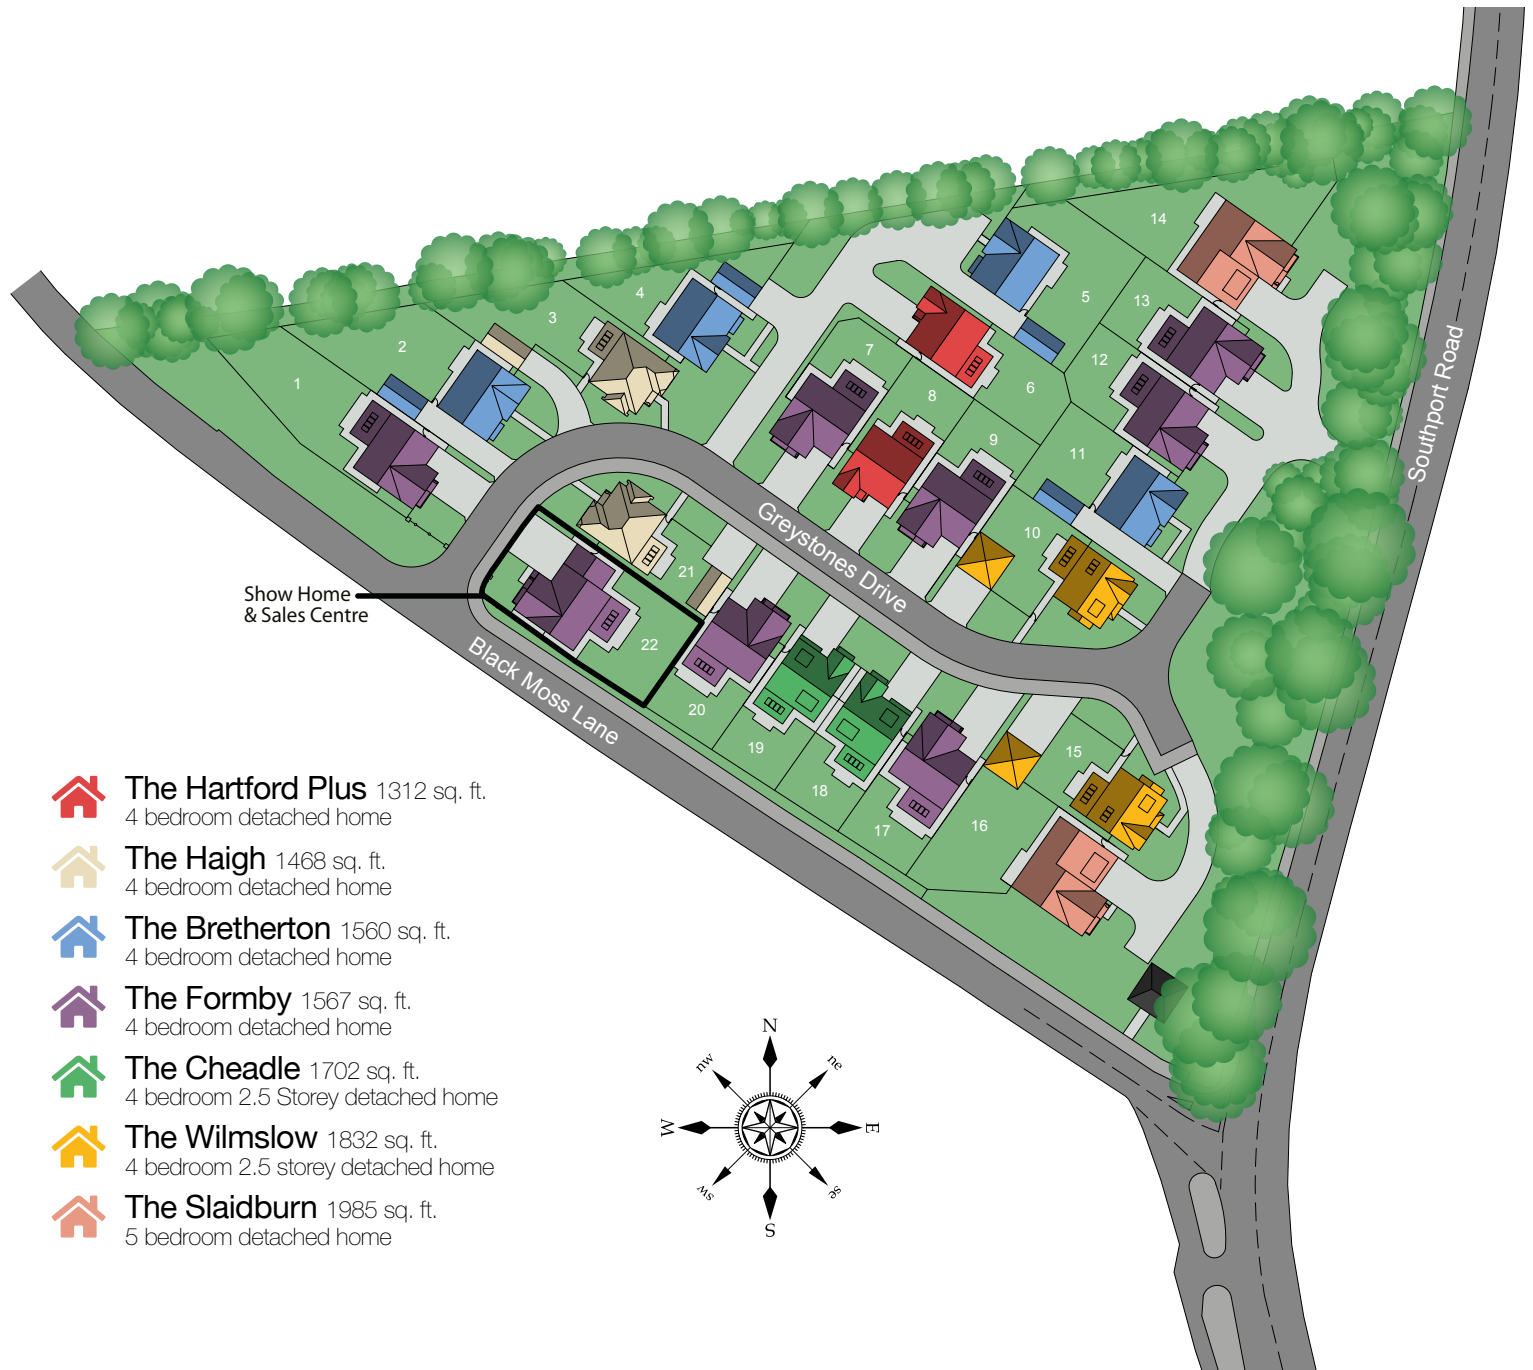 14
4
3
5
13
2
7
12
1
6
8
9
11
10
Southport Road
Greystones Drive
21
Show Home
& Sales Centre
22
Black Moss Lane
20
19
15
18
17
16
The Hartford Plus 1312 sq. ft.
4 bedroom detached home
The Haigh 1468 sq. ft.
4 bedroom detached home
The Bretherton 1560 sq. ft.
4 bedroom detached home
The Formby 1567 sq. ft.
4 bedroom detached home
The Cheadle 1702 sq. ft.
4 bedroom 2.5 Storey detached home
The Wilmslow 1832 sq. ft.
4 bedroom 2.5 storey detached home
The Slaidburn 1985 sq. ft.
5 bedroom detached home
N
nw
ne
W
E
sw
se
S